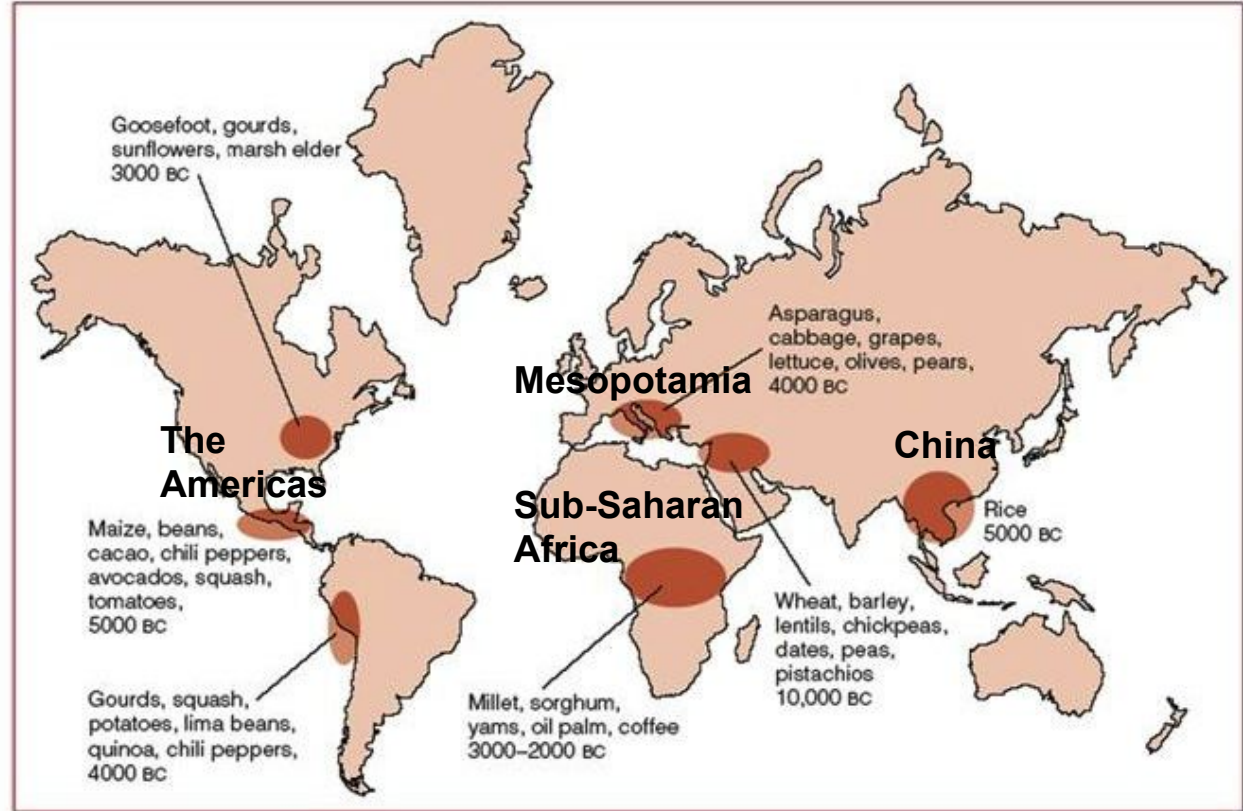 Goosefoot, gourds,
sunflowers, marsh elder
3000 BC
Asparagus,
cabbage, grapes,
lettuce, olives, pears,
4000 BC
Mesopotamia
The
Americas
China
Sub-Saharan
Africa
Rice
5000 BC
Maize, beans,
cacao, chili peppers,
avocados, squash,
tomatoes,
5000 BC
Wheat, barley,
lentils, chickpeas,
dates, peas,
pistachios
10,000 BC
Gourds, squash,
potatoes, lima beans,
quinoa, chili peppers,
4000 BC
Millet, sorghum,
yams, oil palm, coffee
3000–2000 BC